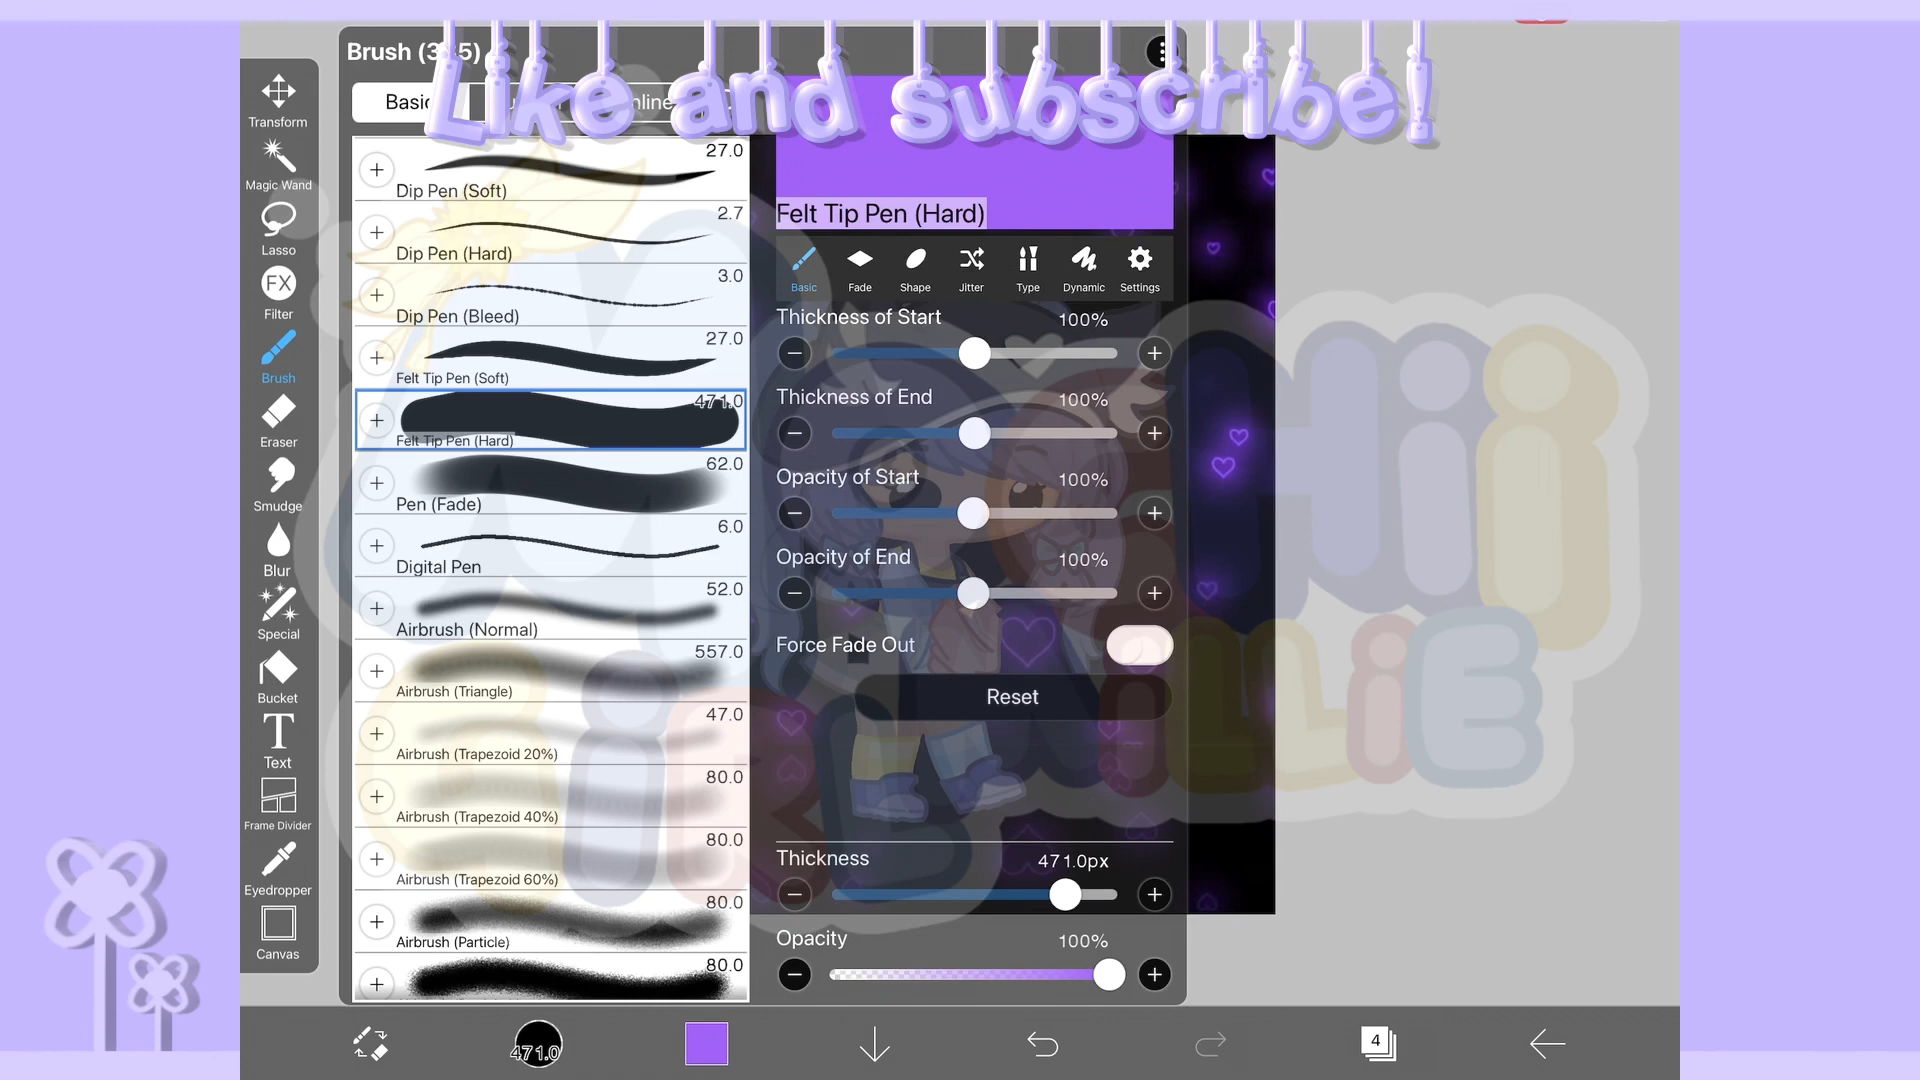 Like and subscribe!
Basic
Transform
Magic Wand
Lasso
FX
Filter
Brush
Eraser
Smudge
Blur
Special
Bucket
T
Text
Frame Divider
Eyedropper
Canvas
27.0
Dip Pen (Soft)
2.7
Dip Pen (Hard)
3.0
Dip Pen (Bleed)
27.0
Felt Tip Pen (Soft)
471.0
Felt Tip Pen (Hard)
62.0
Pen (Fade)
6.0
Digital Pen
52.0
Airbrush (Normal)
557.0
Airbrush (Triangle)
47.0
Airbrush (Trapezoid 20%)
80.0
Airbrush (Trapezoid 40%)
80.0
Airbrush (Trapezoid 60%)
80.0
Airbrush (Particle)
80.0
Felt Tip Pen (Hard)
Basic Fade Shape Jitter Type Dynamic Settings
Thickness of Start 100%
Thickness of End 100%
Opacity of Start 100%
Opacity of End 100%
Force Fade Out
Reset
Thickness 471.0px
Opacity 100%
471.0
4